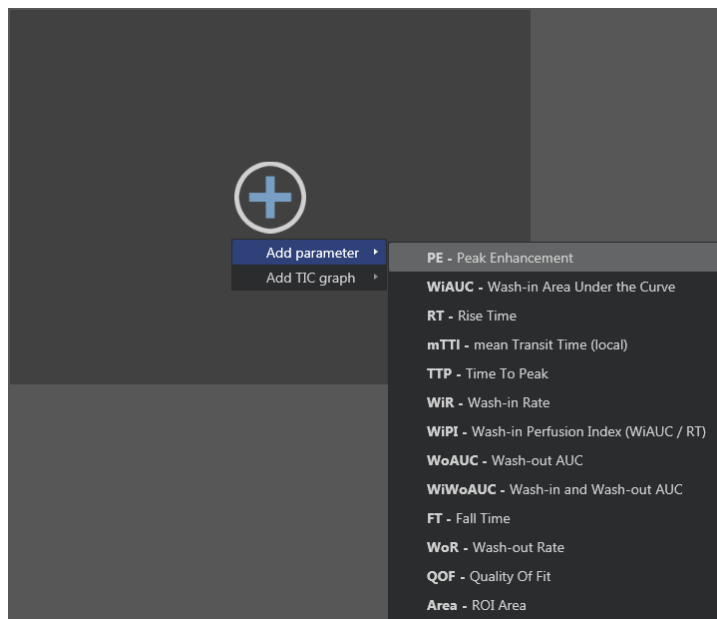 Add parameter
Add TIC graph
PE - Peak Enhancement
WiAUC - Wash-in Area Under the Curve
RT - Rise Time
mTTI - mean Transit Time (local)
TTP - Time To Peak
WiR - Wash-in Rate
WiPI - Wash-in Perfusion Index (WiAUC / RT)
WoAUC - Wash-out AUC
WiWoAUC - Wash-in and Wash-out AUC
FT - Fall Time
WoR - Wash-out Rate
QOF - Quality Of Fit
Area - ROI Area